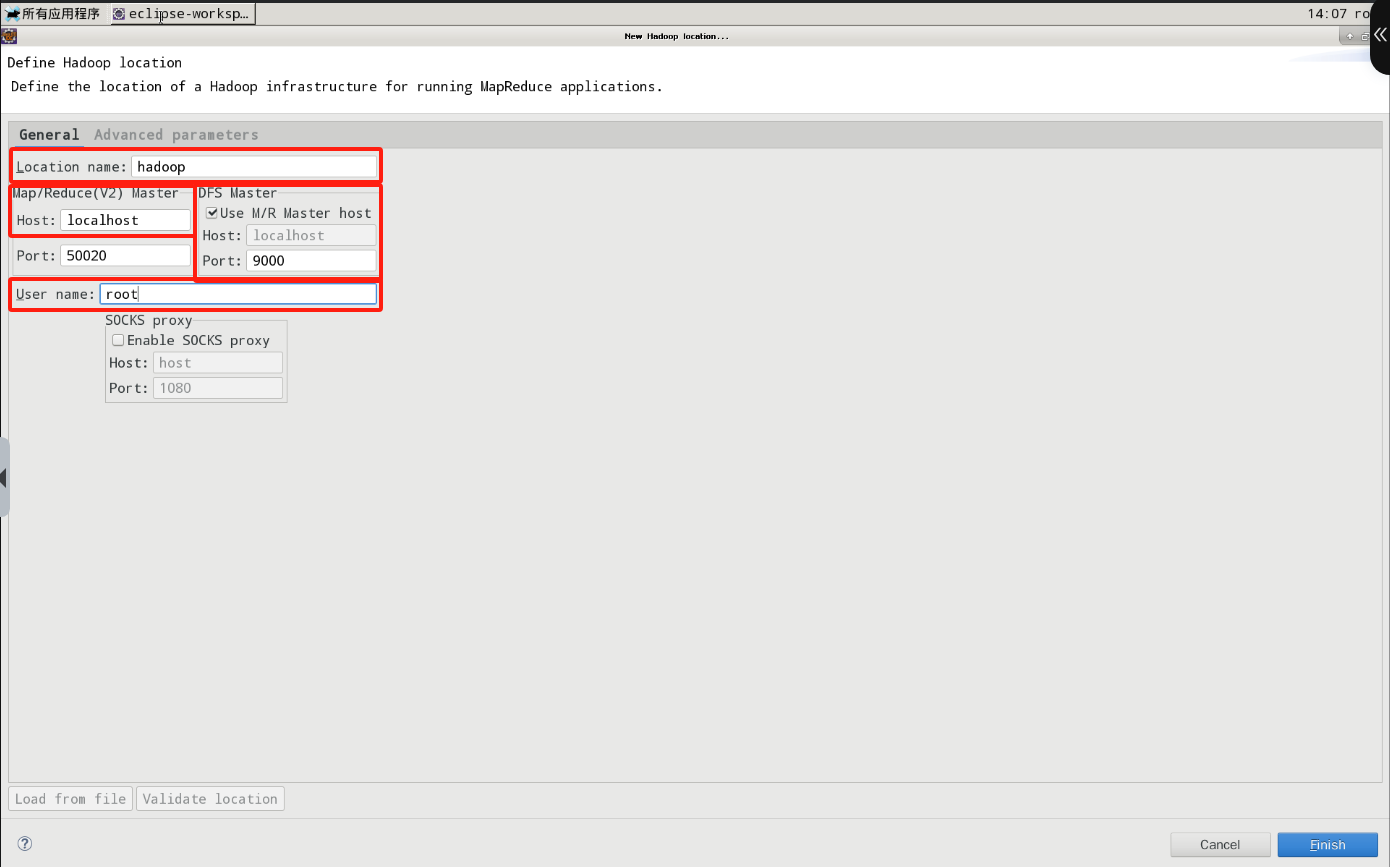 所有应用程序 eclipse-worksp… 14:07 ro
New Hadoop location...
Define Hadoop location
Define the location of a Hadoop infrastructure for running MapReduce applications.
General Advanced parameters
Location name: hadoop
Map/Reduce(V2) Master
Host: localhost
Port: 50020
DFS Master
Use M/R Master host
Host: localhost
Port: 9000
User name: root
SOCKS proxy
Enable SOCKS proxy
Host: host
Port: 1080
Load from file Validate location
? Cancel Finish